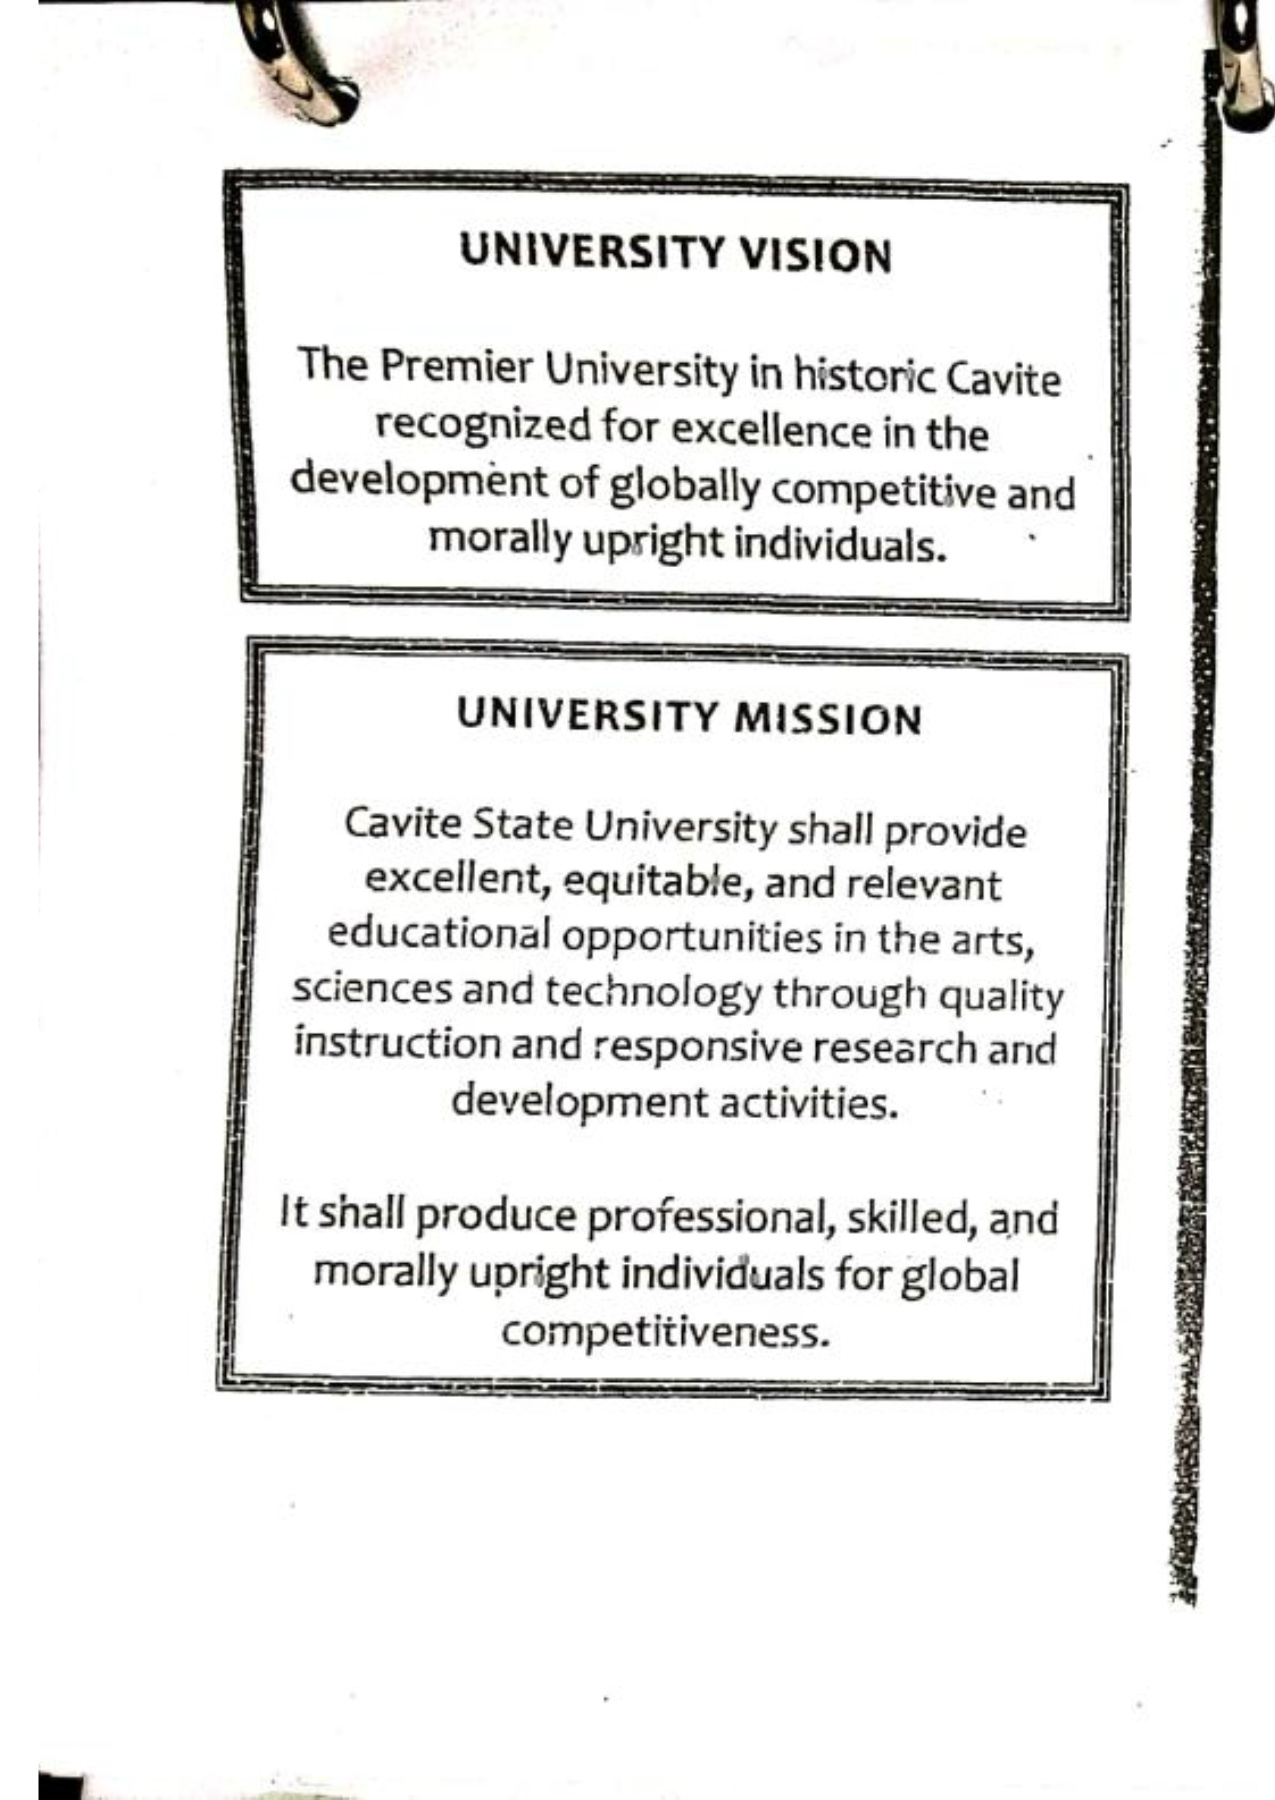 UNIVERSITY VISION
The Premier University in historic Cavite
recognized for excellence in the
development of globally competitive and
morally upright individuals.
UNIVERSITY MISSION
Cavite State University shall provide
excellent, equitable, and relevant
educational opportunities in the arts,
sciences and technology through quality
instruction and responsive research and
development activities.
It shall produce professional, skilled, and
morally upright individuals for global
competitiveness.